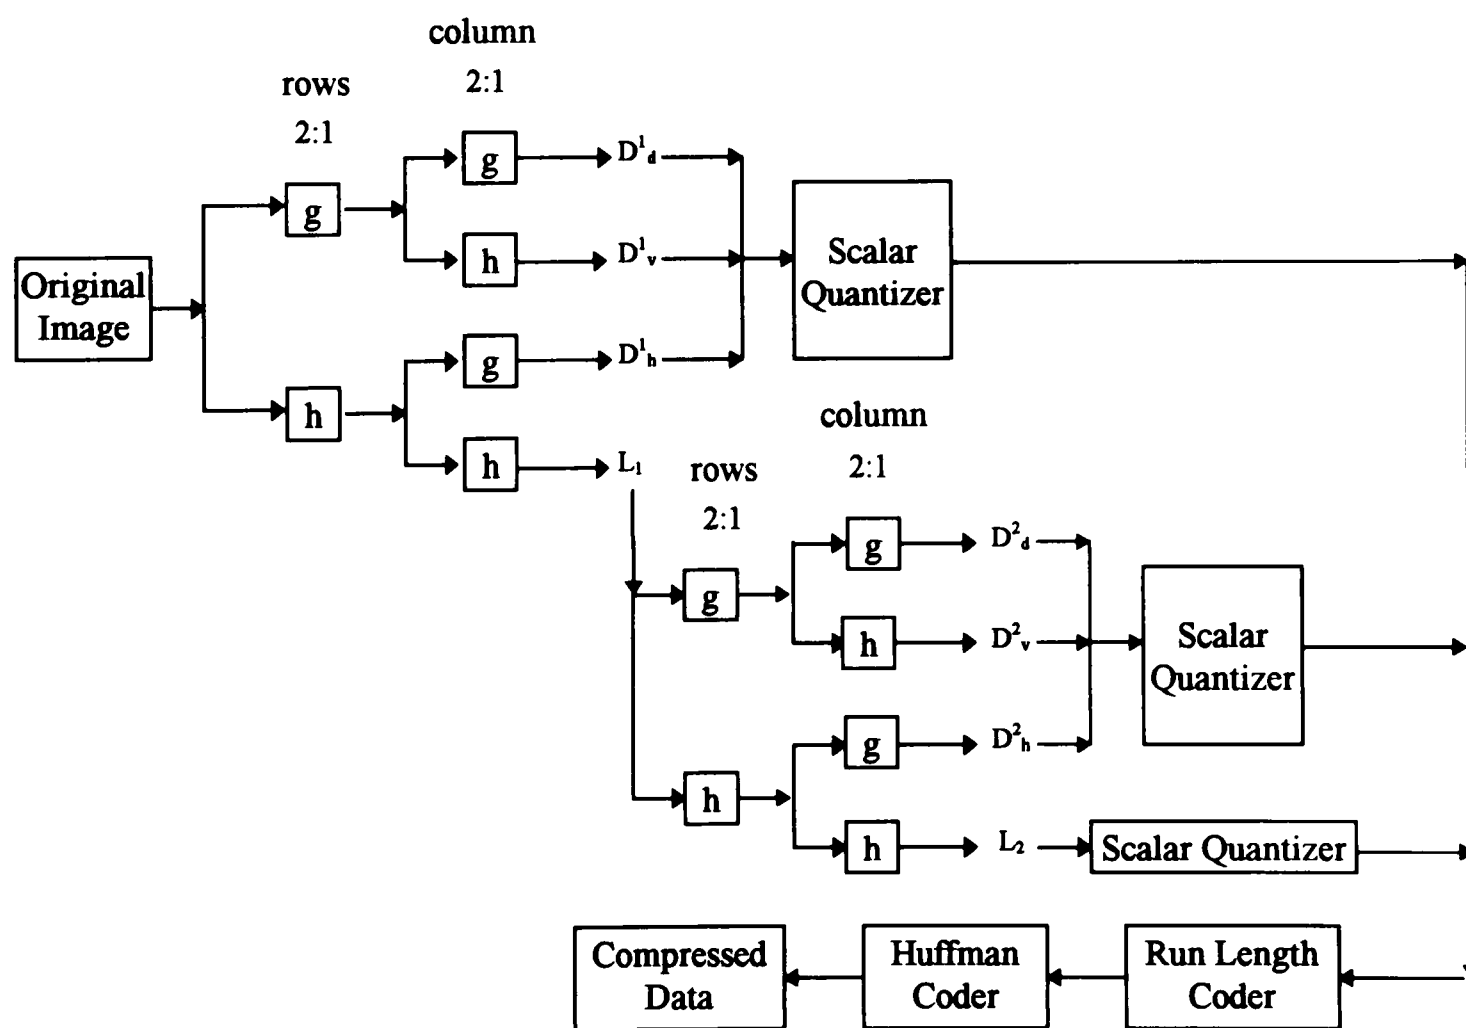 column
2:1
rows
2:1
g
D¹d
g
h
D¹v
Scalar
Quantizer
Original
Image
g
D¹h
h
h
L₁
column
2:1
rows
2:1
g
D²d
g
h
D²v
Scalar
Quantizer
g
D²h
h
h
L₂
Scalar Quantizer
Compressed
Data
Huffman
Coder
Run Length
Coder